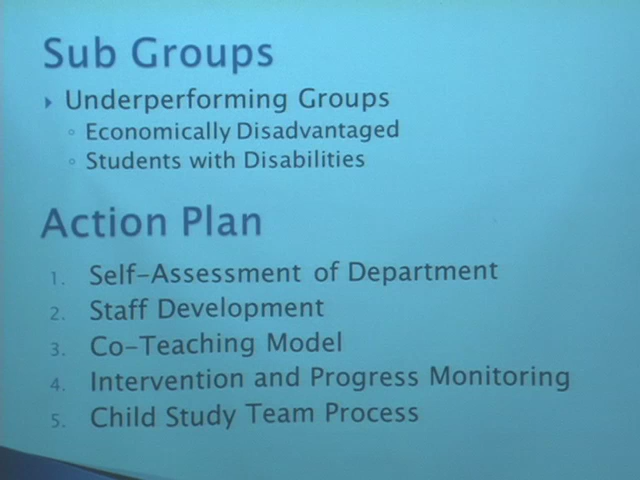 Sub Groups
Underperforming Groups
Economically Disadvantaged
Students with Disabilities
Action Plan
1. Self-Assessment of Department
2. Staff Development
3. Co-Teaching Model
4. Intervention and Progress Monitoring
5. Child Study Team Process